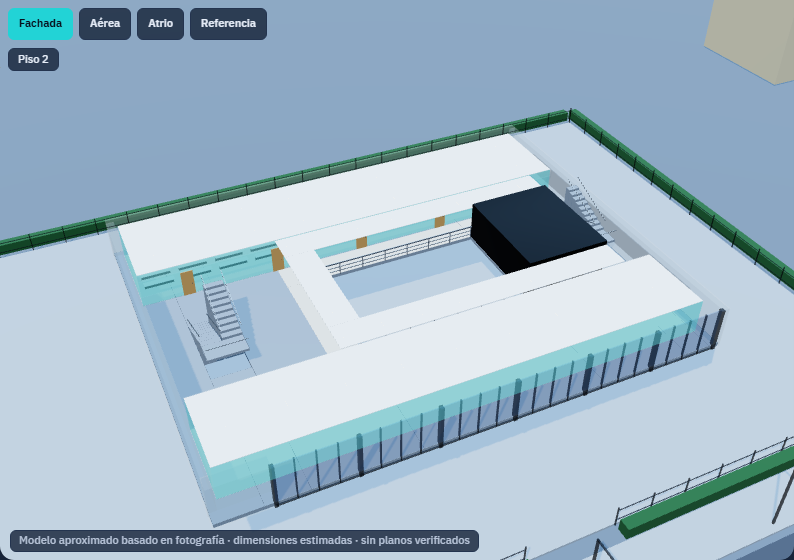 Fachada
Aérea
Atrio
Referencia
Piso 2
Modelo aproximado basado en fotografía · dimensiones estimadas · sin planos verificados